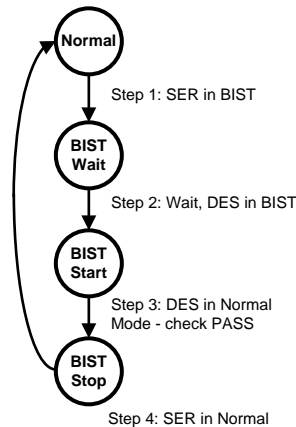 Normal
Step 1: SER in BIST
BIST
Wait
Step 2: Wait, DES in BIST
BIST
Start
Step 3: DES in Normal
Mode - check PASS
BIST
Stop
Step 4: SER in Normal